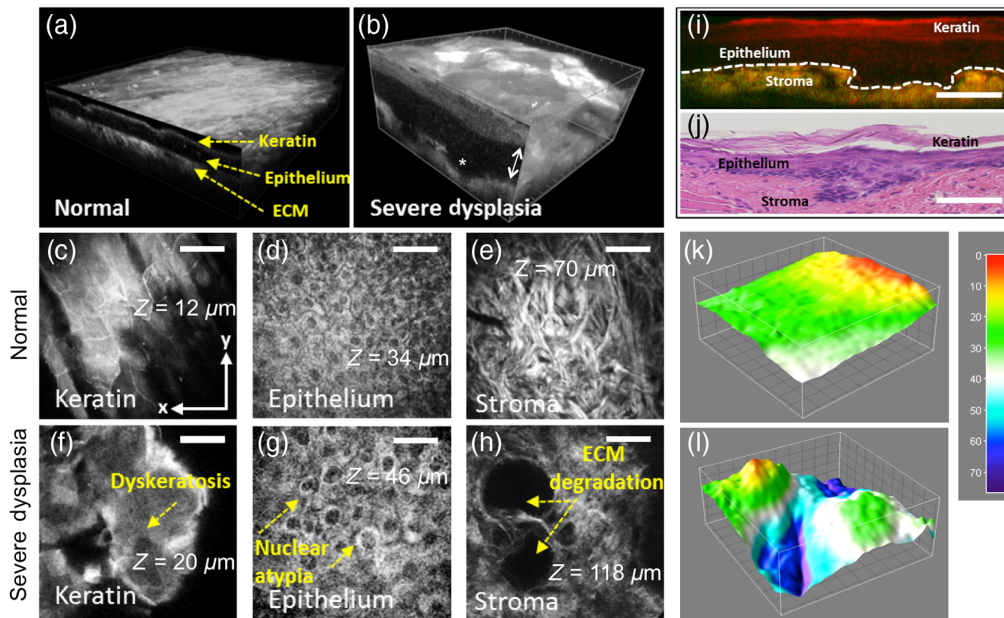 (a)
Keratin
Epithelium
ECM
Normal
(b)
*
Severe dysplasia
(c)
Z = 12 µm
y
x
Keratin
(d)
Z = 34 µm
Epithelium
(e)
Z = 70 µm
Stroma
Normal
(f)
Dyskeratosis
Z = 20 µm
Keratin
(g)
Z = 46 µm
Nuclear
atypia
Epithelium
(h)
ECM
degradation
Z = 118 µm
Stroma
Severe dysplasia
(i)
Keratin
Epithelium
Stroma
(j)
Keratin
Epithelium
Stroma
(k)
(l)
0
10
20
30
40
50
60
70